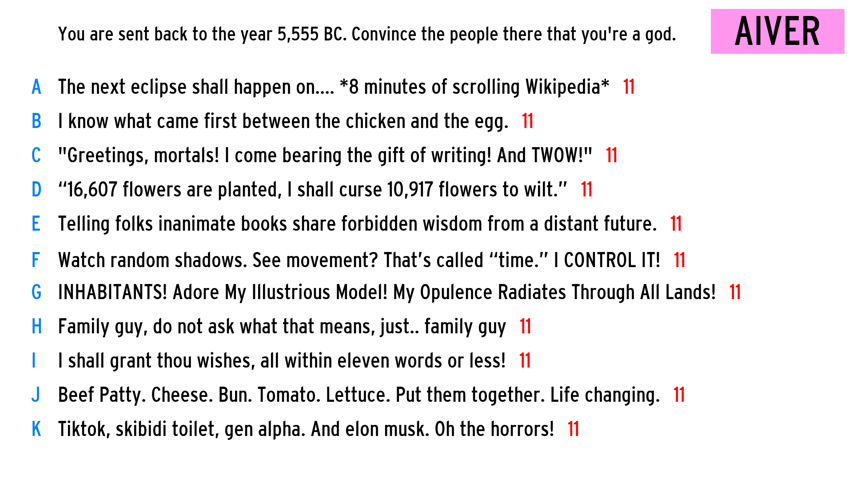 You are sent back to the year 5,555 BC. Convince the people there that you're a god.
AIVER
A The next eclipse shall happen on.... *8 minutes of scrolling Wikipedia* 11
B I know what came first between the chicken and the egg. 11
C "Greetings, mortals! I come bearing the gift of writing! And TWOW!" 11
D “16,607 flowers are planted, I shall curse 10,917 flowers to wilt.” 11
E Telling folks inanimate books share forbidden wisdom from a distant future. 11
F Watch random shadows. See movement? That’s called “time.” I CONTROL IT! 11
G INHABITANTS! Adore My Illustrious Model! My Opulence Radiates Through All Lands! 11
H Family guy, do not ask what that means, just.. family guy 11
I I shall grant thou wishes, all within eleven words or less! 11
J Beef Patty. Cheese. Bun. Tomato. Lettuce. Put them together. Life changing. 11
K Tiktok, skibidi toilet, gen alpha. And elon musk. Oh the horrors! 11